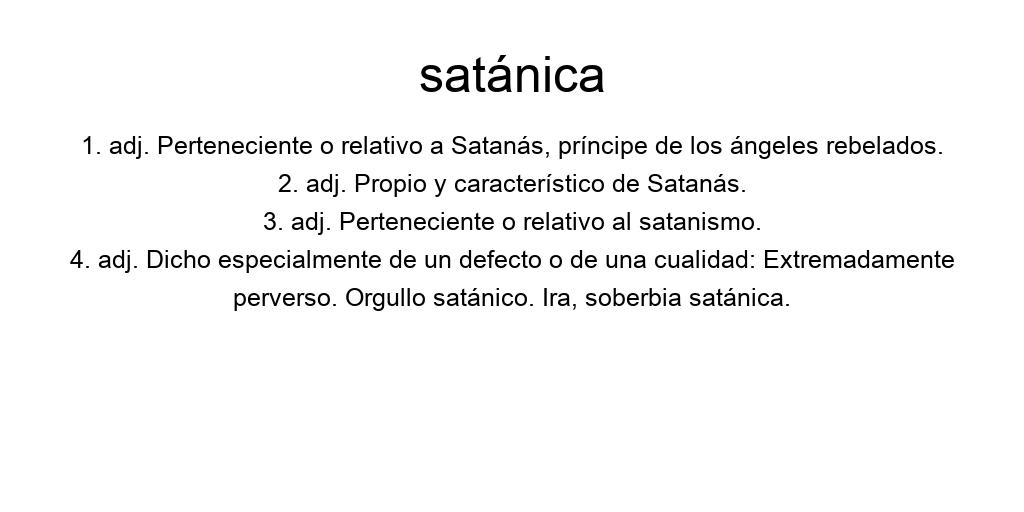 satánica
1. adj. Perteneciente o relativo a Satanás, príncipe de los ángeles rebelados.
2. adj. Propio y característico de Satanás.
3. adj. Perteneciente o relativo al satanismo.
4. adj. Dicho especialmente de un defecto o de una cualidad: Extremadamente
perverso. Orgullo satánico. Ira, soberbia satánica.